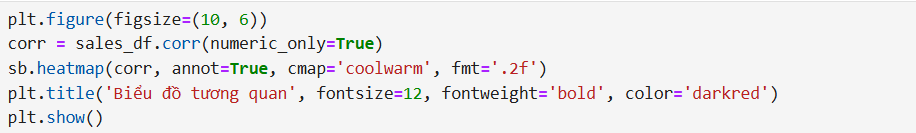 plt.figure(figsize=(10, 6))
corr = sales_df.corr(numeric_only=True)
sb.heatmap(corr, annot=True, cmap='coolwarm', fmt='.2f')
plt.title('Biểu đồ tương quan', fontsize=12, fontweight='bold', color='darkred')
plt.show()